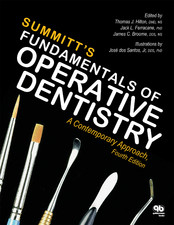 Edited by
Thomas J. Hilton, DMD, MS
Jack L. Ferracane, PhD
James C. Broome, DDS, MS
Illustrations by
José dos Santos, Jr, DDS, PhD
SUMMITT'S
FUNDAMENTALS OF
OPERATIVE
DENTISTRY
A Contemporary Approach,
Fourth Edition